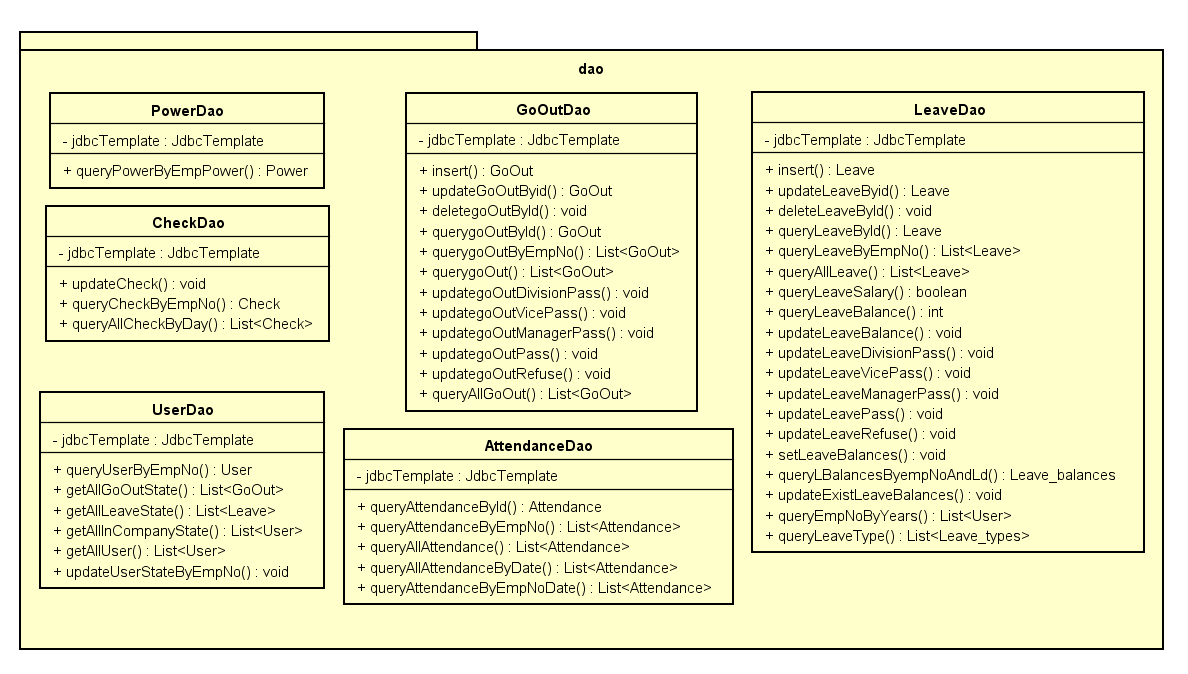 dao
PowerDao
- jdbcTemplate : JdbcTemplate
+ queryPowerByEmpPower() : Power
CheckDao
- jdbcTemplate : JdbcTemplate
+ updateCheck() : void
+ queryCheckByEmpNo() : Check
+ queryAllCheckByDay() : List<Check>
UserDao
- jdbcTemplate : JdbcTemplate
+ queryUserByEmpNo() : User
+ getAllGoOutState() : List<GoOut>
+ getAllLeaveState() : List<Leave>
+ getAllInCompanyState() : List<User>
+ getAllUser() : List<User>
+ updateUserStateByEmpNo() : void
GoOutDao
- jdbcTemplate : JdbcTemplate
+ insert() : GoOut
+ updateGoOutByid() : GoOut
+ deletegoOutById() : void
+ querygoOutById() : GoOut
+ querygoOutByEmpNo() : List<GoOut>
+ querygoOut() : List<GoOut>
+ updategoOutDivisionPass() : void
+ updategoOutVicePass() : void
+ updategoOutManagerPass() : void
+ updategoOutPass() : void
+ updategoOutRefuse() : void
+ queryAllGoOut() : List<GoOut>
AttendanceDao
- jdbcTemplate : JdbcTemplate
+ queryAttendanceById() : Attendance
+ queryAttendanceByEmpNo() : List<Attendance>
+ queryAllAttendance() : List<Attendance>
+ queryAllAttendanceByDate() : List<Attendance>
+ queryAttendanceByEmpNoDate() : List<Attendance>
LeaveDao
- jdbcTemplate : JdbcTemplate
+ insert() : Leave
+ updateLeaveByid() : Leave
+ deleteLeaveById() : void
+ queryLeaveById() : Leave
+ queryLeaveByEmpNo() : List<Leave>
+ queryAllLeave() : List<Leave>
+ queryLeaveSalary() : boolean
+ queryLeaveBalance() : int
+ updateLeaveBalance() : void
+ updateLeaveDivisionPass() : void
+ updateLeaveVicePass() : void
+ updateLeaveManagerPass() : void
+ updateLeavePass() : void
+ updateLeaveRefuse() : void
+ setLeaveBalances() : void
+ queryLBalancesByempNoAndLd() : Leave_balances
+ updateExistLeaveBalances() : void
+ queryEmpNoByYears() : List<User>
+ queryLeaveType() : List<Leave_types>